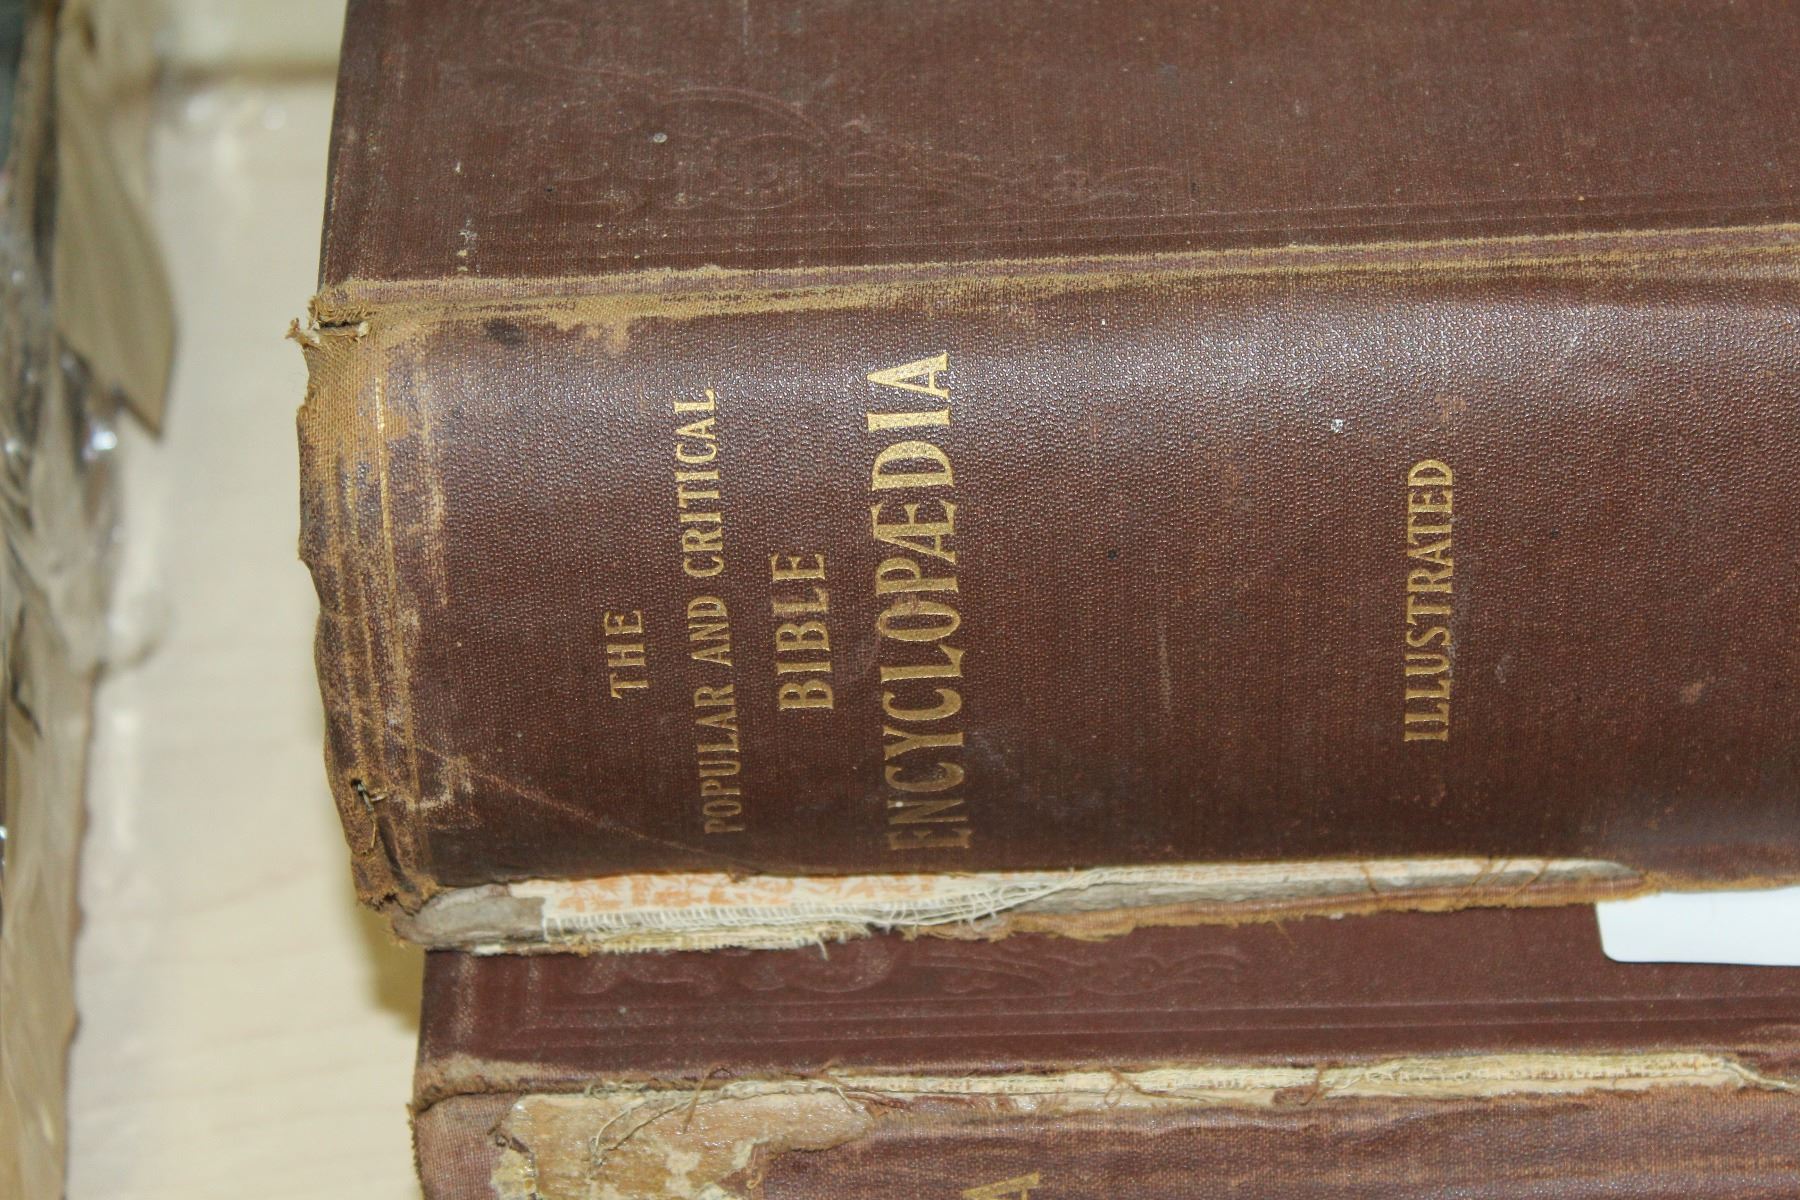 THE
POPULAR AND CRITICAL
BIBLE
ENCYCLOPÆDIA
ILLUSTRATED
A